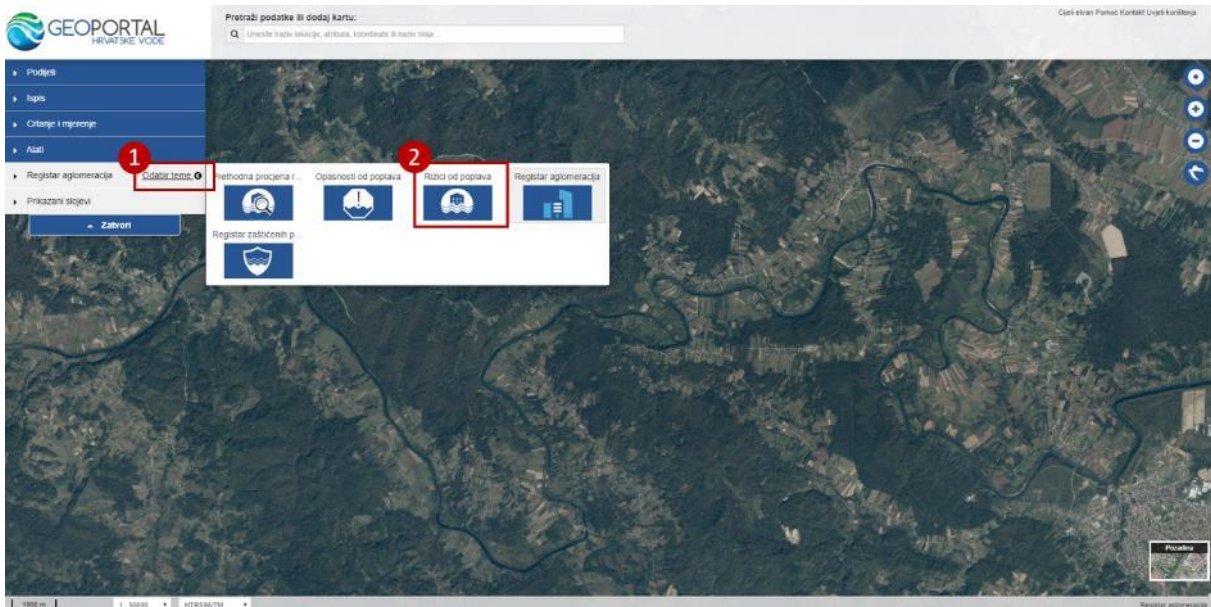 GEOPORTAL
HRVATSKE VODE
Pretraži podatke ili dodaj kartu:
Unesite naziv lokacije, atributa, koordinate ili naziv sloja ...
Cijeli ekran Pomoć Kontakt Uvjeti korištenja
Podijeli
Ispis
Crtanje i mjerenje
Alati
1
Registar aglomeracija Odabir teme
Prikazani slojevi
Zatvori
2
Prethodna procjena r...
Opasnosti od poplava
Rizici od poplava
Registar aglomeracija
Registar zaštićenih p...
Pozadina
1000 m
1 : 50000
HTRS96/TM
Registar aglomeracija